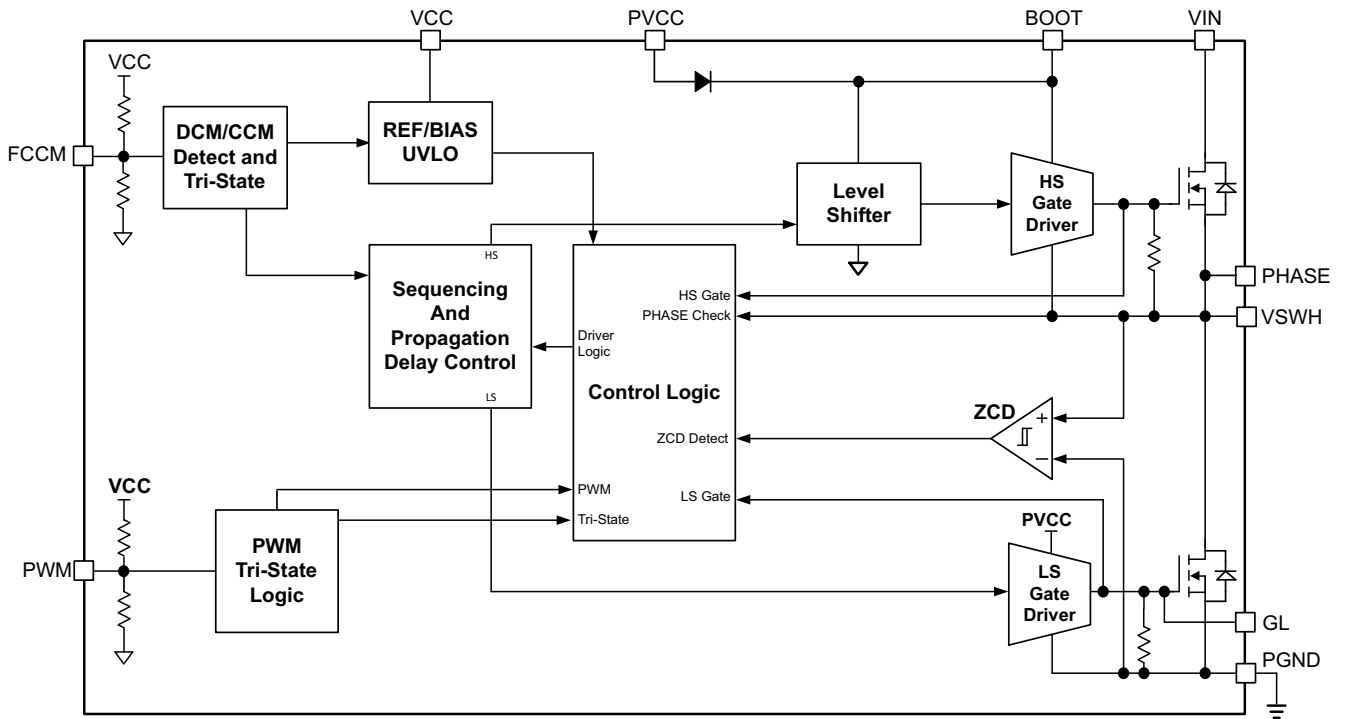 VCC
PVCC
BOOT
VIN
VCC
FCCM
DCM/CCM
Detect and
Tri-State
REF/BIAS
UVLO
Level
Shifter
HS
Gate
Driver
HS
Sequencing
And
Propagation
Delay Control
LS
HS Gate
PHASE Check
Driver
Logic
Control Logic
ZCD Detect
PWM
LS Gate
Tri-State
PHASE
VSWH
ZCD
+
−
VCC
PWM
PWM
Tri-State
Logic
PVCC
LS
Gate
Driver
GL
PGND